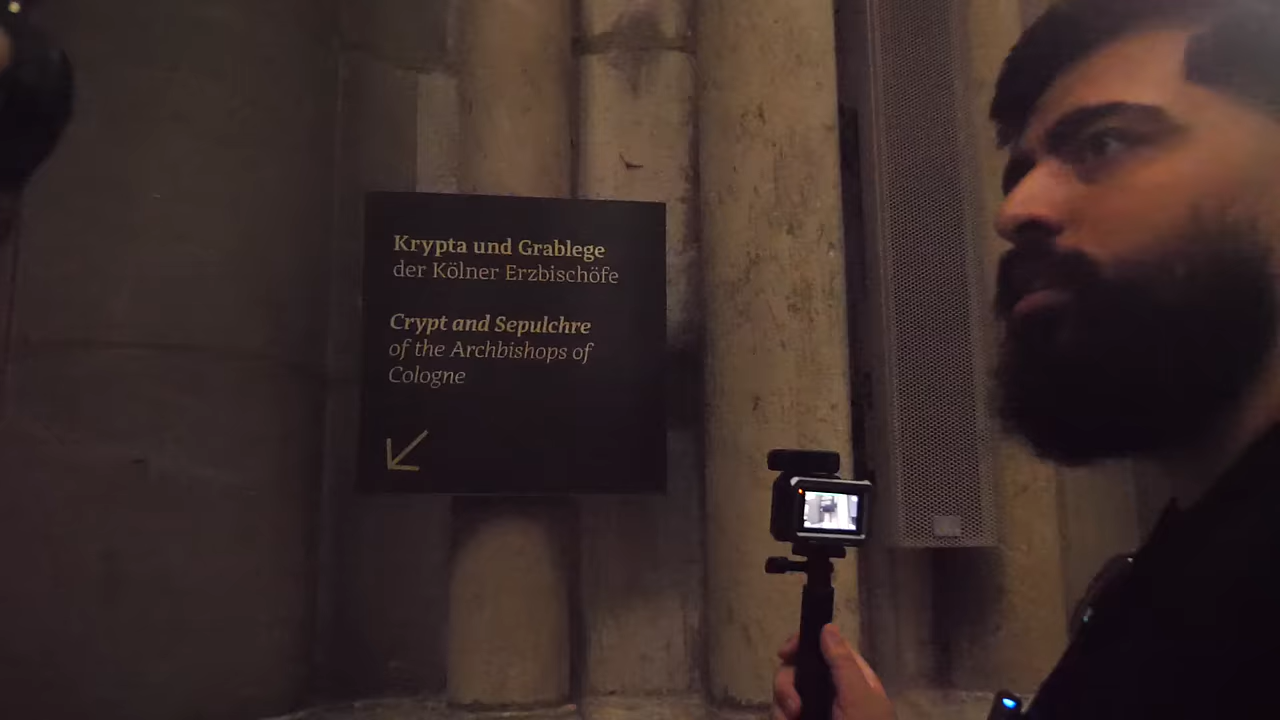 Krypta und Grablege
der Kölner Erzbischöfe
Crypt and Sepulchre
of the Archbishops of
Cologne